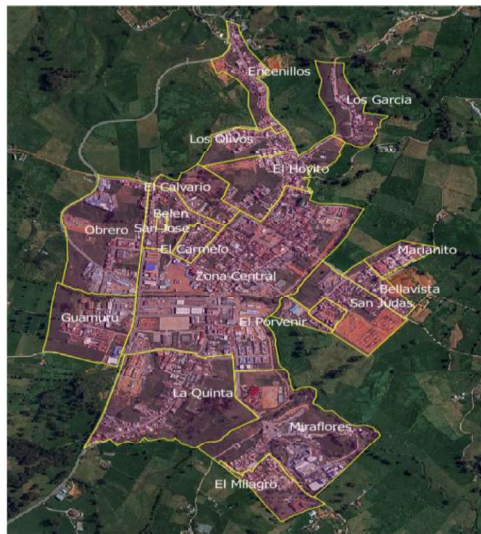 Encenillos
Los Garcia
Los Olivos
El Hoyito
El Calvario
Belen
Obrero
San Jose
El Carmelo
Marianito
Zona Central
Bellavista
San Judas
Guamurú
El Porvenir
La Quinta
Miraflores
El Milagro